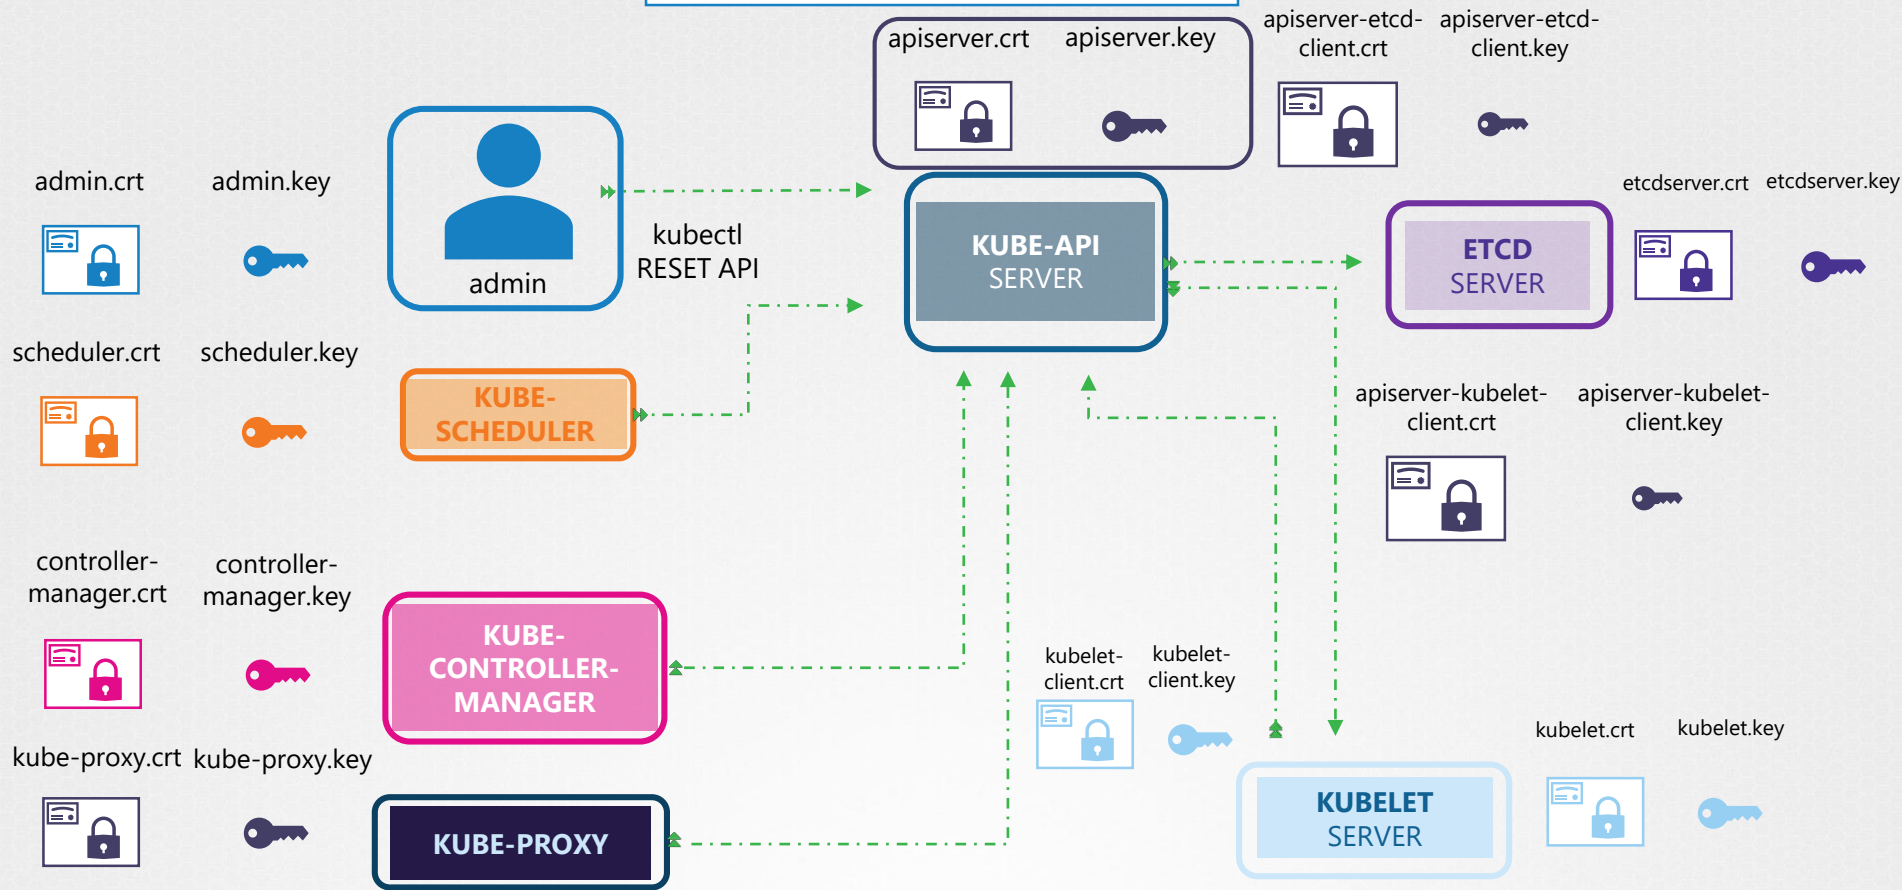 apiserver.crt
apiserver.key
apiserver-etcd-
client.crt
apiserver-etcd-
client.key
admin.crt
admin.key
admin
kubectl
RESET API
KUBE-API
SERVER
ETCD
SERVER
etcdserver.crt
etcdserver.key
scheduler.crt
scheduler.key
KUBE-
SCHEDULER
apiserver-kubelet-
client.crt
apiserver-kubelet-
client.key
controller-
manager.crt
controller-
manager.key
KUBE-
CONTROLLER-
MANAGER
kubelet-
client.crt
kubelet-
client.key
kube-proxy.crt
kube-proxy.key
KUBE-PROXY
KUBELET
SERVER
kubelet.crt
kubelet.key